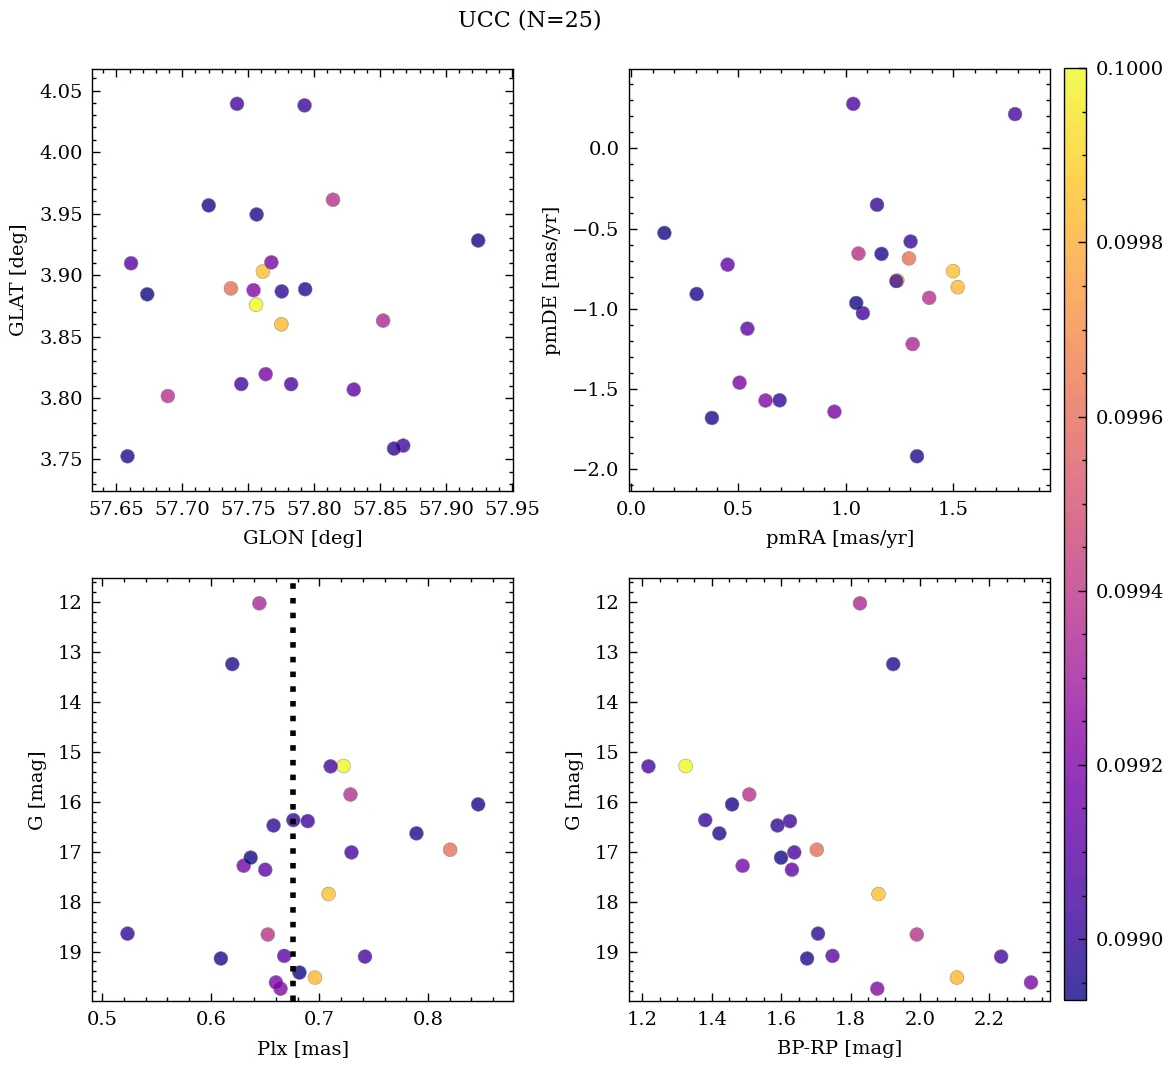 UCC (N=25)
4.05
4.00
3.95
3.90
3.85
3.80
3.75
GLAT [deg]
57.65 57.70 57.75 57.80 57.85 57.90 57.95
GLON [deg]
0.0
−0.5
−1.0
−1.5
−2.0
pmDE [mas/yr]
0.0 0.5 1.0 1.5
pmRA [mas/yr]
12
13
14
15
16
17
18
19
G [mag]
0.5 0.6 0.7 0.8
Plx [mas]
12
13
14
15
16
17
18
19
G [mag]
1.2 1.4 1.6 1.8 2.0 2.2
BP-RP [mag]
0.1000
0.0998
0.0996
0.0994
0.0992
0.0990